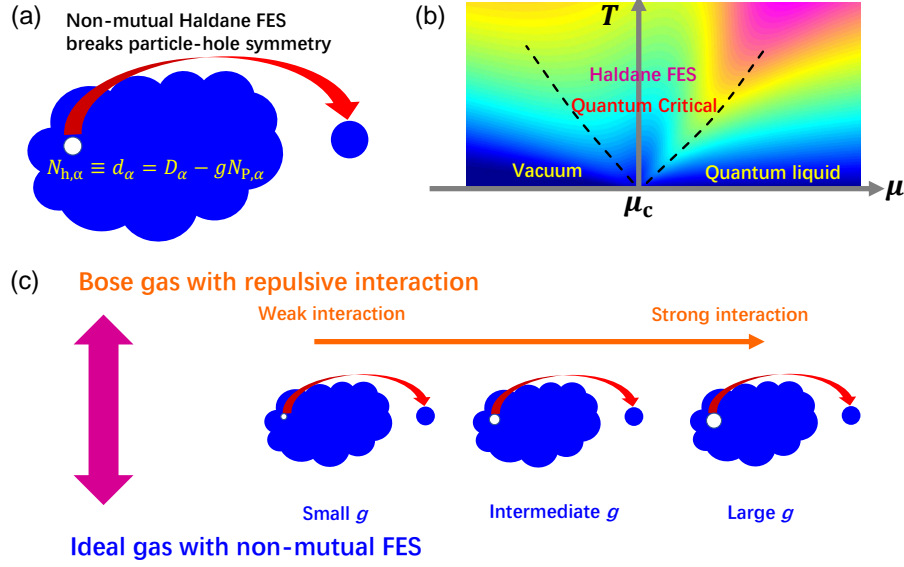 (a)
Non-mutual Haldane FES
breaks particle-hole symmetry
N_{h,α} ≡ d_α = D_α − gN_{P,α}
(b)
T
Haldane FES
Quantum Critical
Vacuum
Quantum liquid
μ
μ_c
(c)
Bose gas with repulsive interaction
Weak interaction
Strong interaction
Small g
Intermediate g
Large g
Ideal gas with non-mutual FES